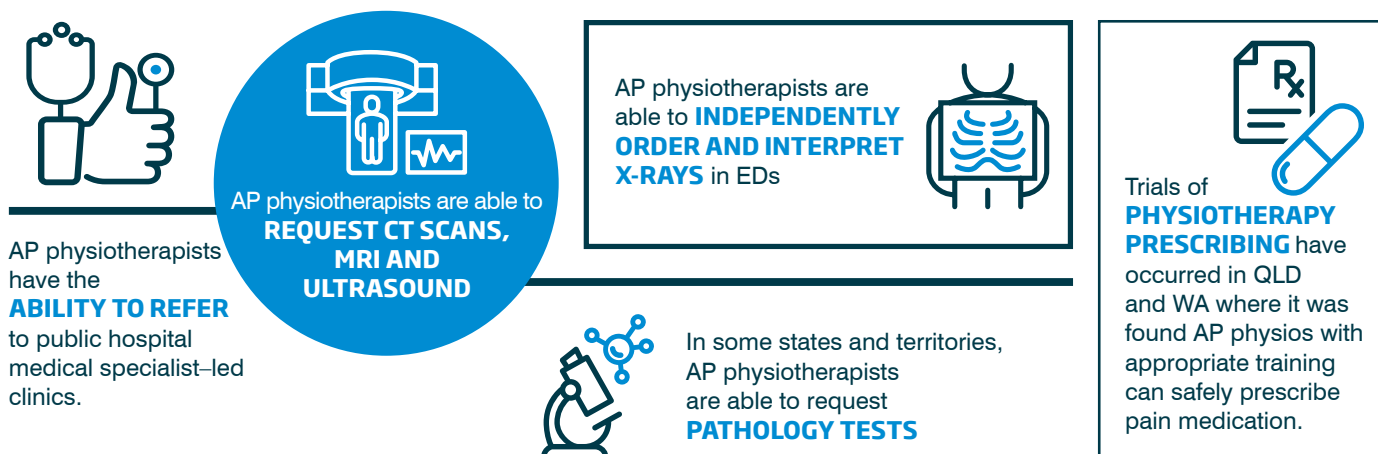 AP physiotherapists
have the
ABILITY TO REFER
to public hospital
medical specialist–led
clinics.
AP physiotherapists are able to
REQUEST CT SCANS,
MRI AND
ULTRASOUND
AP physiotherapists are
able to INDEPENDENTLY
ORDER AND INTERPRET
X-RAYS in EDs
In some states and territories,
AP physiotherapists
are able to request
PATHOLOGY TESTS
Rx
Trials of
PHYSIOTHERAPY
PRESCRIBING have
occurred in QLD
and WA where it was
found AP physios with
appropriate training
can safely prescribe
pain medication.